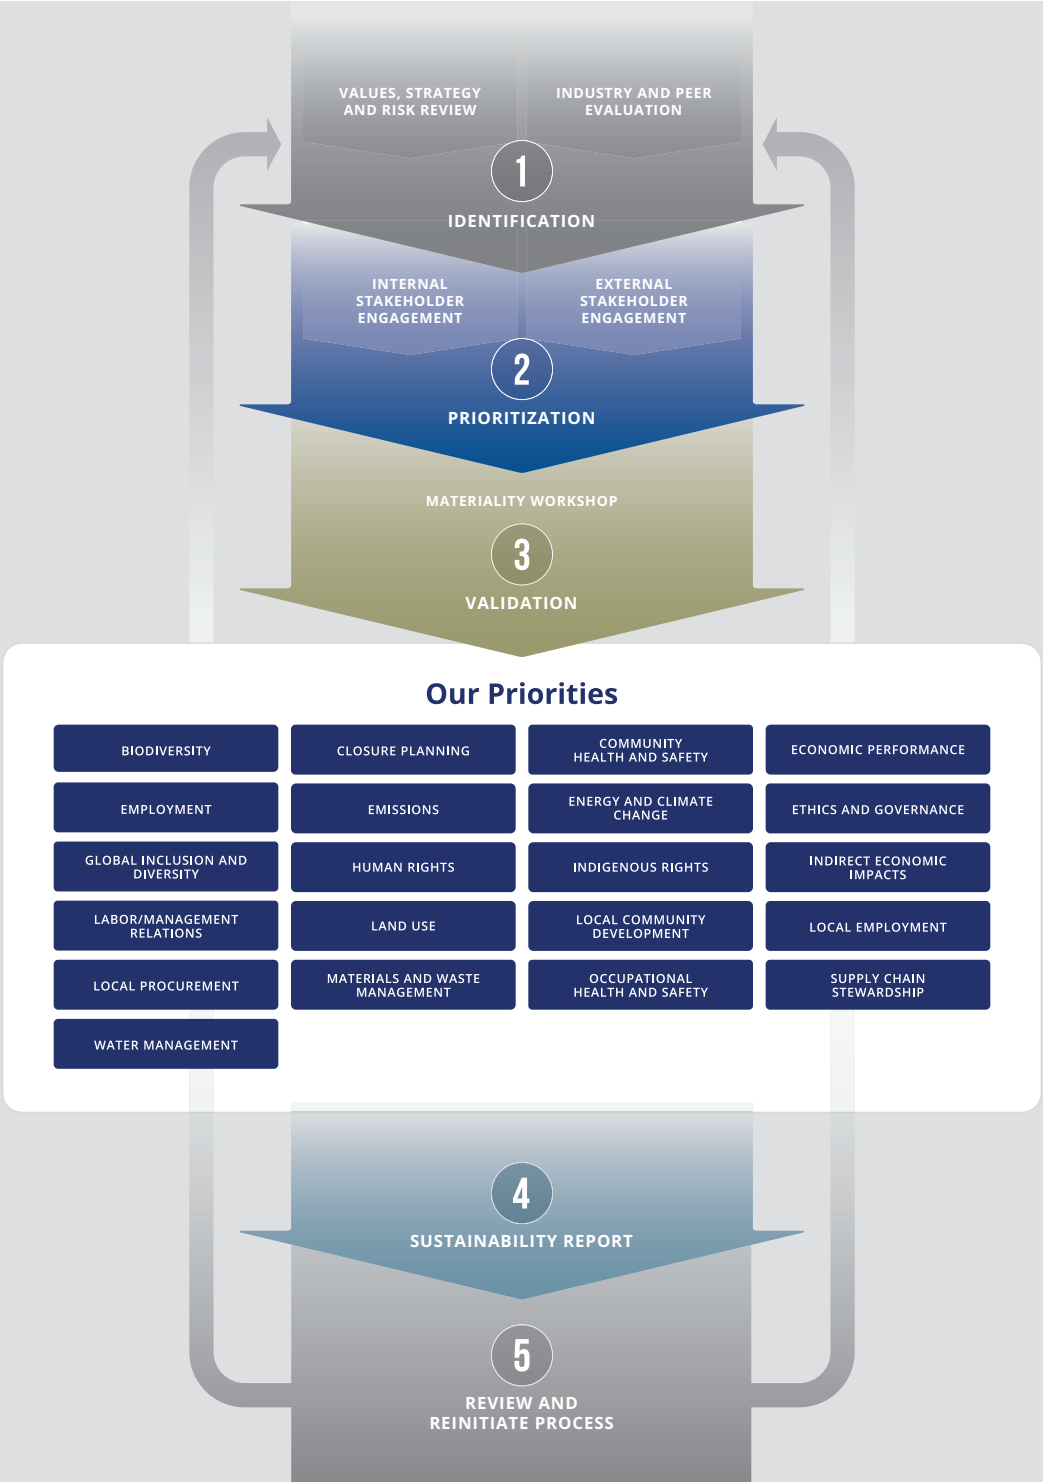 VALUES, STRATEGY
AND RISK REVIEW
INDUSTRY AND PEER
EVALUATION
1
IDENTIFICATION
INTERNAL
STAKEHOLDER
ENGAGEMENT
EXTERNAL
STAKEHOLDER
ENGAGEMENT
2
PRIORITIZATION
MATERIALITY WORKSHOP
3
VALIDATION
Our Priorities
BIODIVERSITY
CLOSURE PLANNING
COMMUNITY
HEALTH AND SAFETY
ECONOMIC PERFORMANCE
EMPLOYMENT
EMISSIONS
ENERGY AND CLIMATE
CHANGE
ETHICS AND GOVERNANCE
GLOBAL INCLUSION AND
DIVERSITY
HUMAN RIGHTS
INDIGENOUS RIGHTS
INDIRECT ECONOMIC
IMPACTS
LABOR/MANAGEMENT
RELATIONS
LAND USE
LOCAL COMMUNITY
DEVELOPMENT
LOCAL EMPLOYMENT
LOCAL PROCUREMENT
MATERIALS AND WASTE
MANAGEMENT
OCCUPATIONAL
HEALTH AND SAFETY
SUPPLY CHAIN
STEWARDSHIP
WATER MANAGEMENT
4
SUSTAINABILITY REPORT
5
REVIEW AND
REINITIATE PROCESS